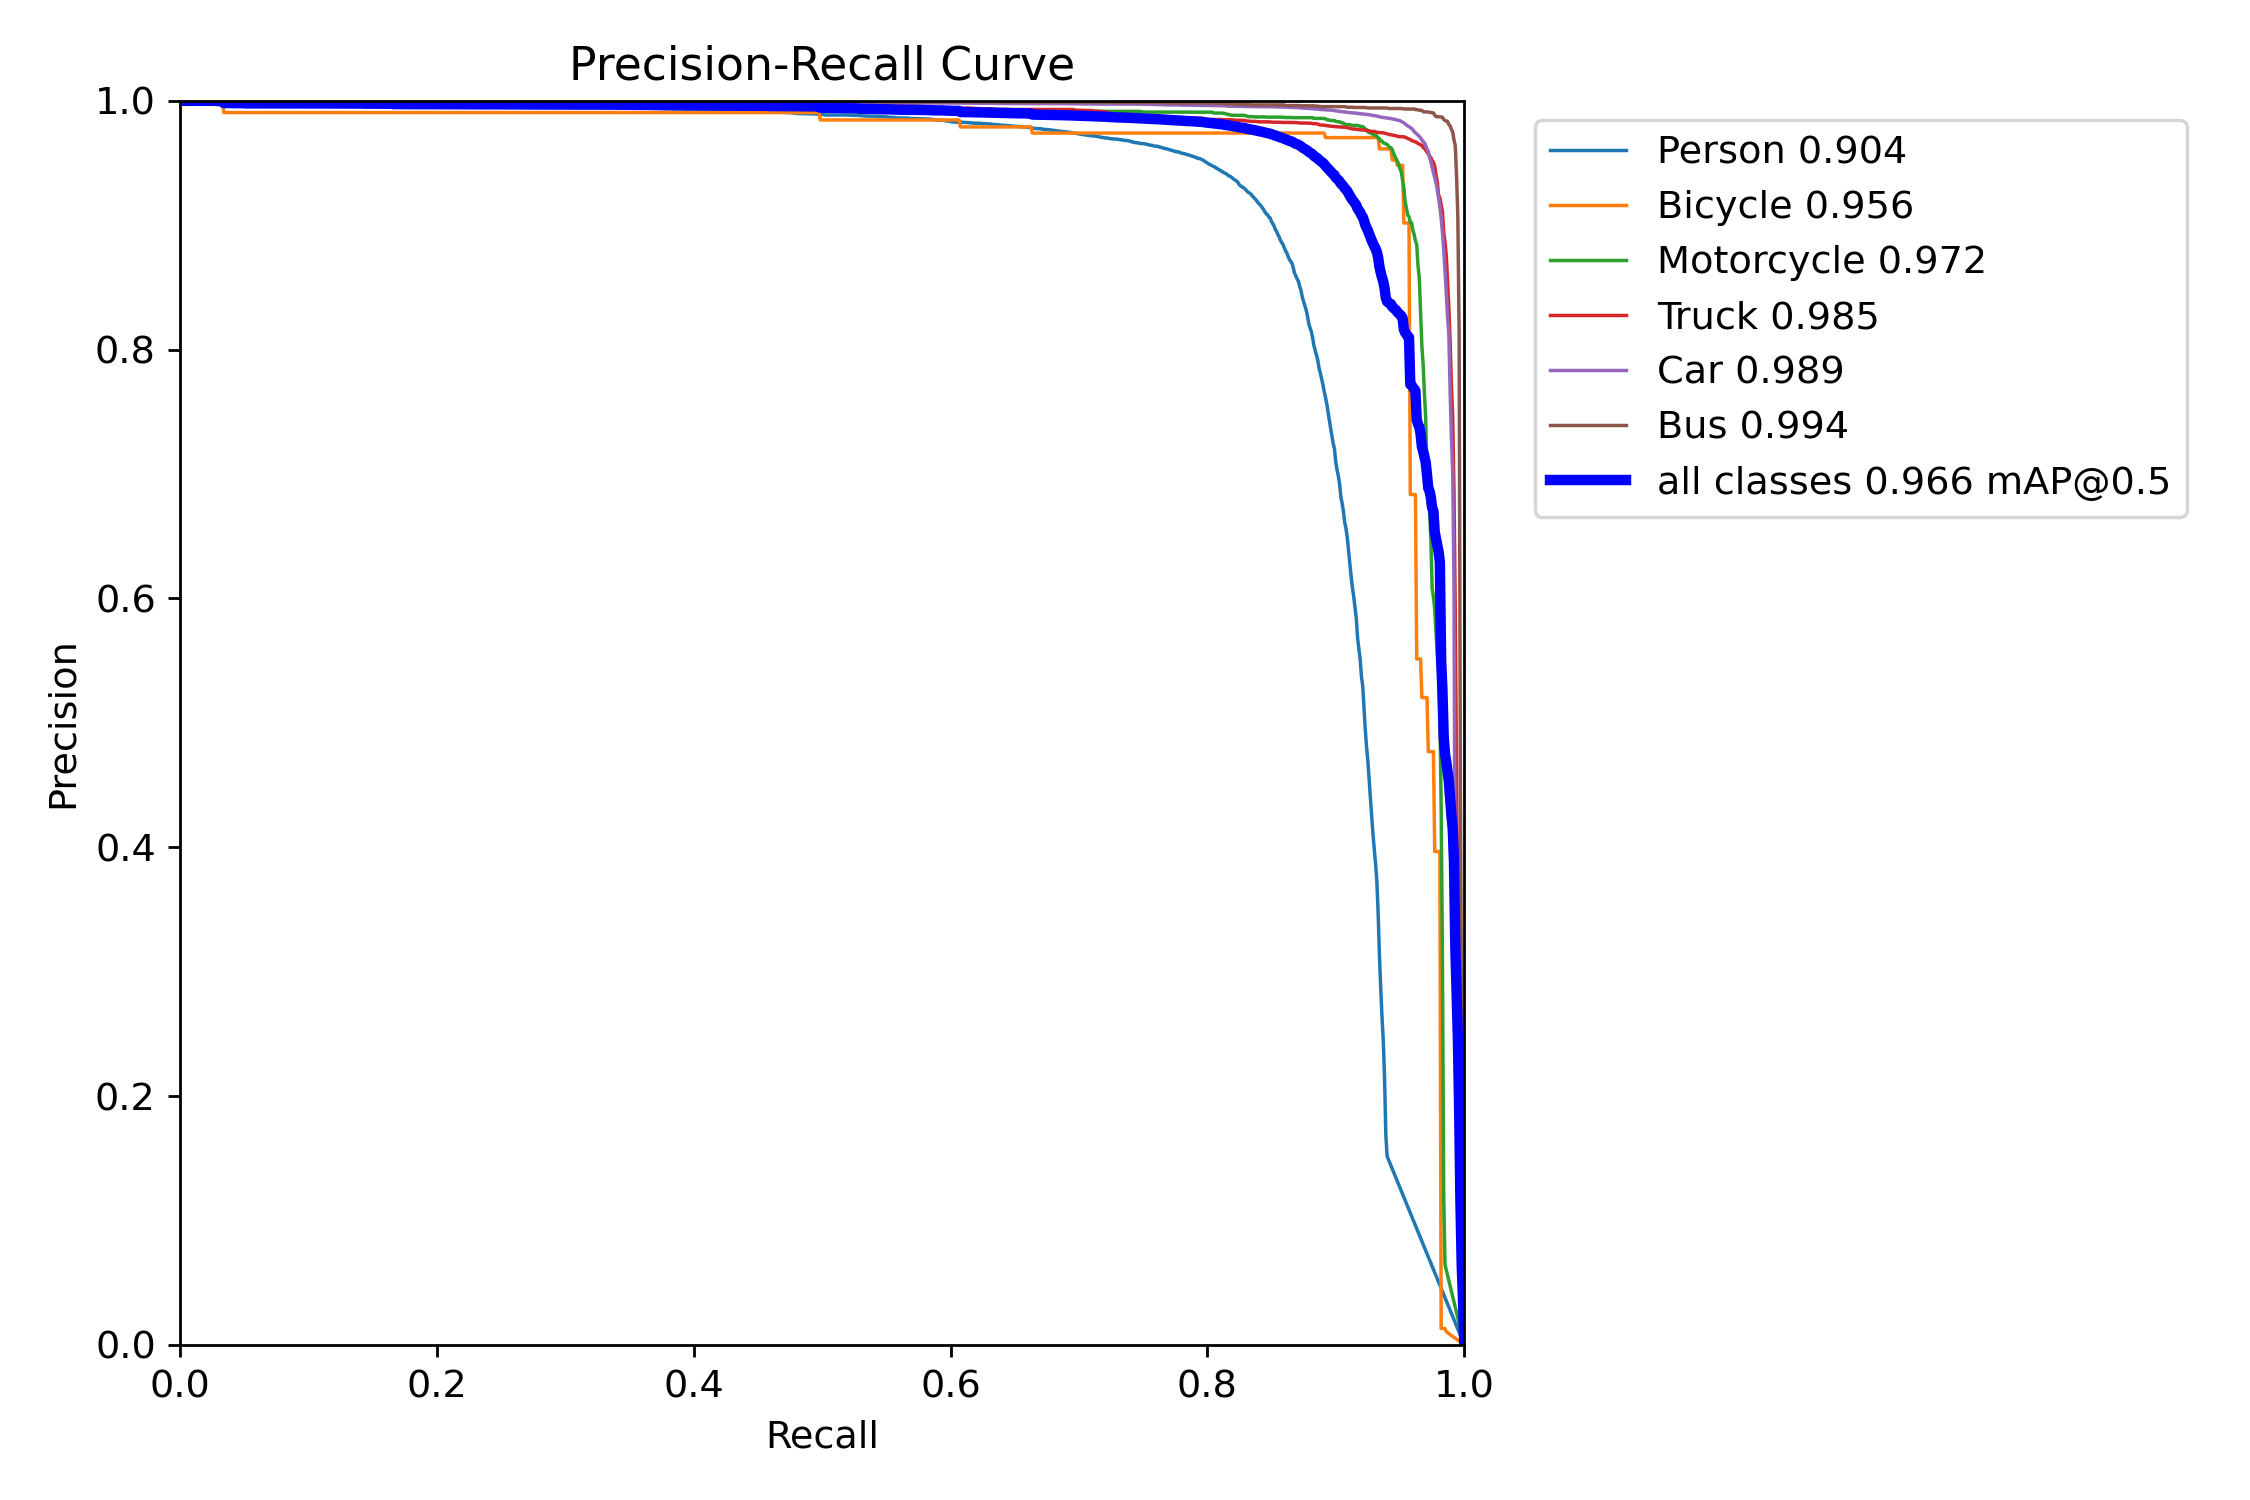 Precision-Recall Curve
1.0
0.8
0.6
0.4
0.2
0.0
Precision
0.0 0.2 0.4 0.6 0.8 1.0
Recall
Person 0.904
Bicycle 0.956
Motorcycle 0.972
Truck 0.985
Car 0.989
Bus 0.994
all classes 0.966 mAP@0.5